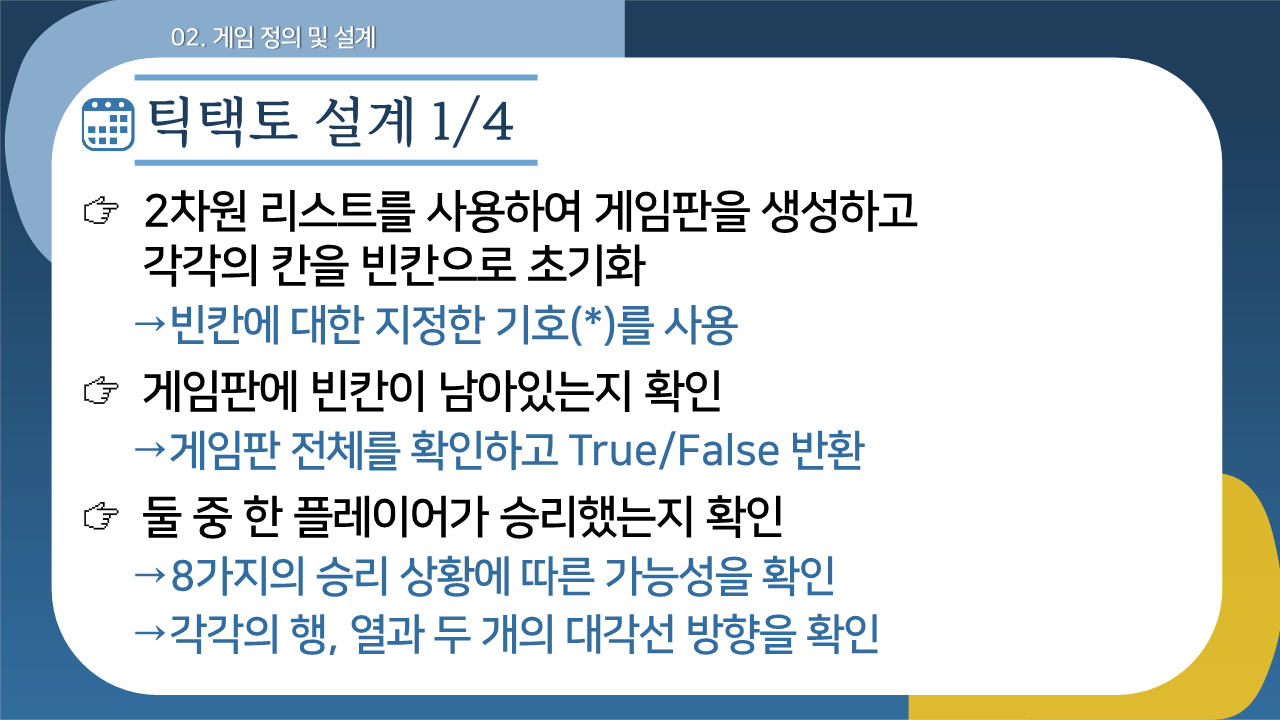 02. 게임 정의 및 설계
틱택토 설계 1/4
☞ 2차원 리스트를 사용하여 게임판을 생성하고
각각의 칸을 빈칸으로 초기화
→빈칸에 대한 지정한 기호(*)를 사용
☞ 게임판에 빈칸이 남아있는지 확인
→게임판 전체를 확인하고 True/False 반환
☞ 둘 중 한 플레이어가 승리했는지 확인
→8가지의 승리 상황에 따른 가능성을 확인
→각각의 행, 열과 두 개의 대각선 방향을 확인